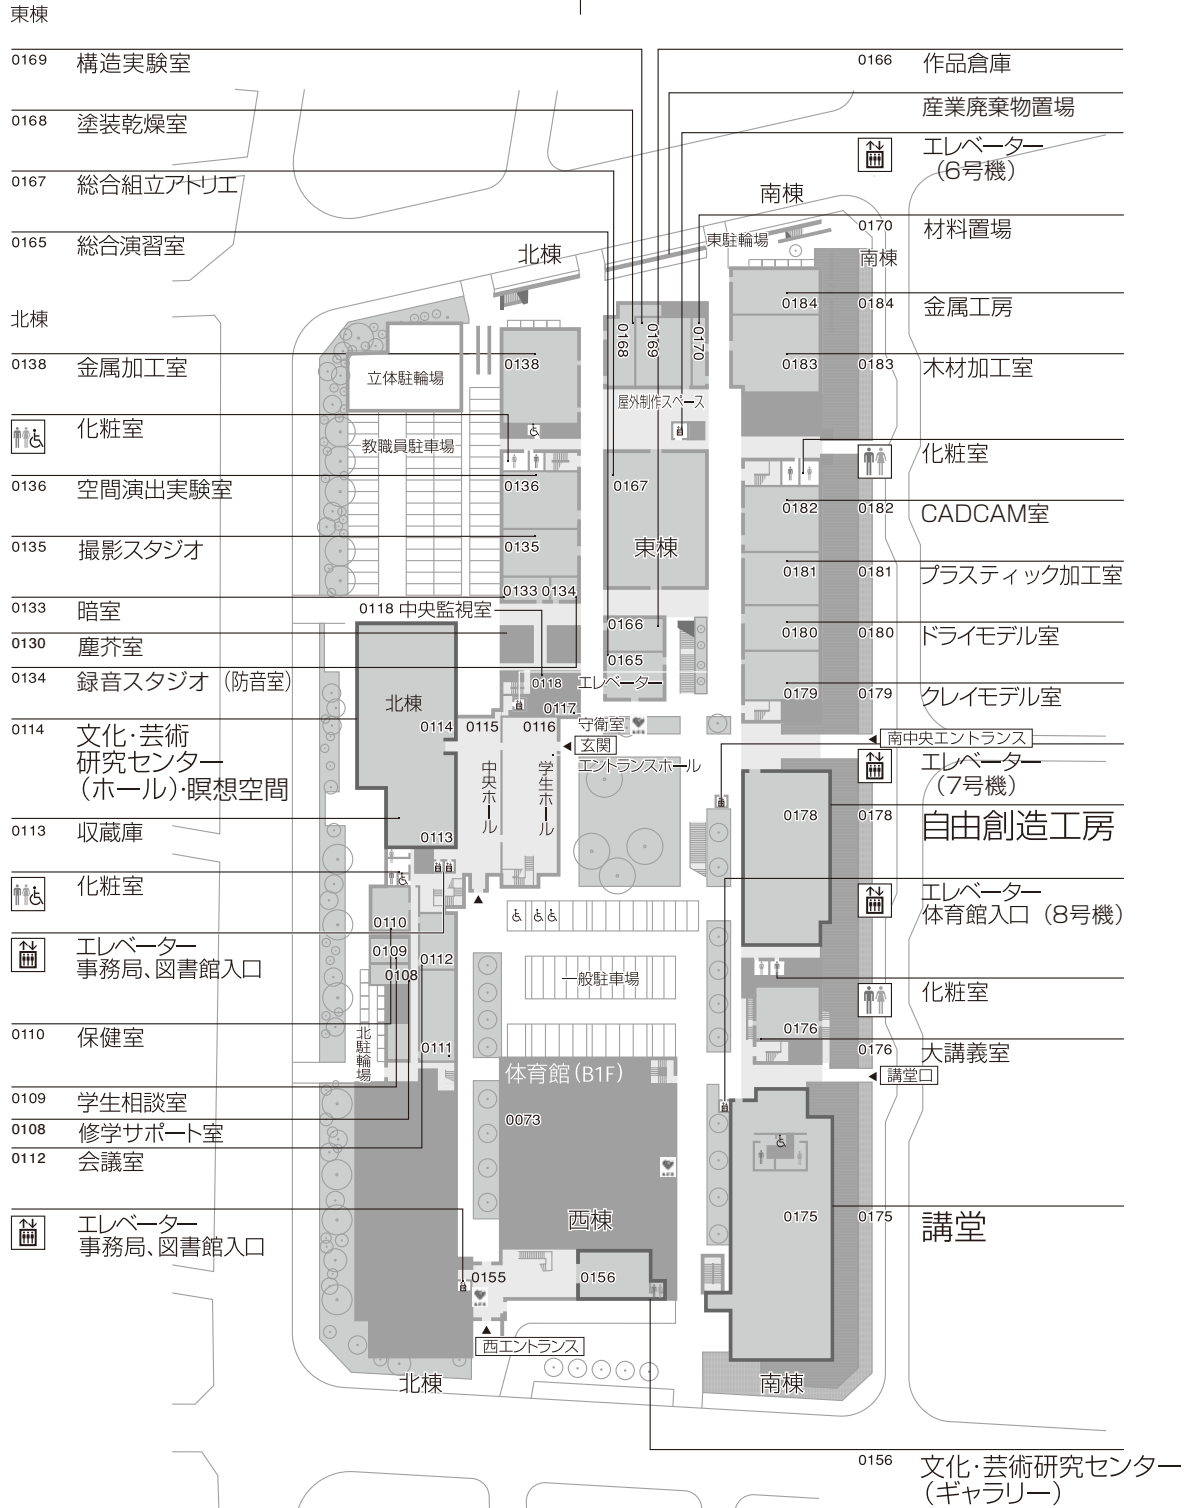 東棟
0169 構造実験室
0168 塗装乾燥室
0167 総合組立アトリエ
0165 総合演習室
北棟
0138 金属加工室
化粧室
0136 空間演出実験室
0135 撮影スタジオ
0133 暗室
0130 塵芥室
0134 録音スタジオ（防音室）
0114 文化・芸術
研究センター
（ホール）・瞑想空間
0113 収蔵庫
化粧室
エレベーター
事務局、図書館入口
0110 保健室
0109 学生相談室
0108 修学サポート室
0112 会議室
エレベーター
事務局、図書館入口
0166 作品倉庫
産業廃棄物置場
エレベーター
（6号機）
0170 材料置場
南棟
0184 金属工房
0183 木材加工室
化粧室
0182 CADCAM室
0181 プラスティック加工室
0180 ドライモデル室
0179 クレイモデル室
南中央エントランス
エレベーター
（7号機）
0178 自由創造工房
エレベーター
体育館入口（8号機）
化粧室
0176 大講義室
講堂口
0175 講堂
0156 文化・芸術研究センター
（ギャラリー）
南棟
北棟
東駐輪場
0184
0183
0168
0169
0170
0138
立体駐輪場
屋外制作スペース
教職員駐車場
0136
0167
0182
0135
東棟
0181
0133
0134
0118 中央監視室
0166
0180
0165
0118
エレベーター
0179
北棟
0117
0114
0115
0116
守衛室
玄関
エントランスホール
中央ホール
学生ホール
0178
0113
0110
0109
0112
0108
一般駐車場
0176
北駐輪場
0111
体育館（B1F）
0073
西棟
0175
0155
0156
西エントランス
北棟
南棟